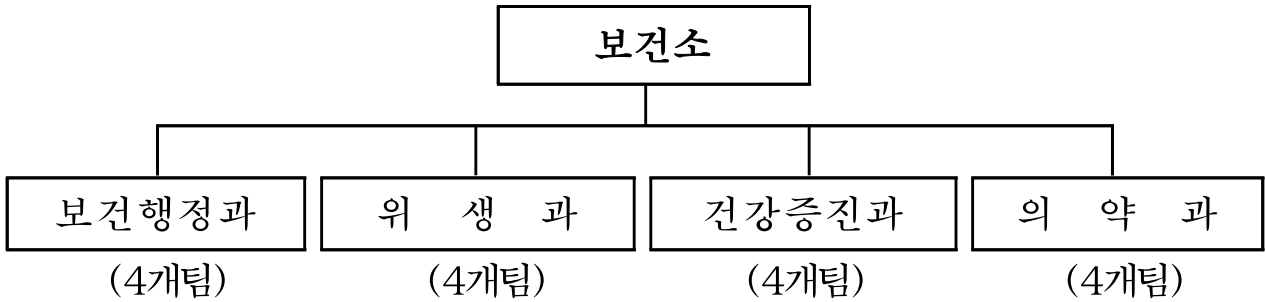 보건소
보건행정과 위 생 과 건강증진과 의 약 과
(4개팀) (4개팀) (4개팀) (4개팀)